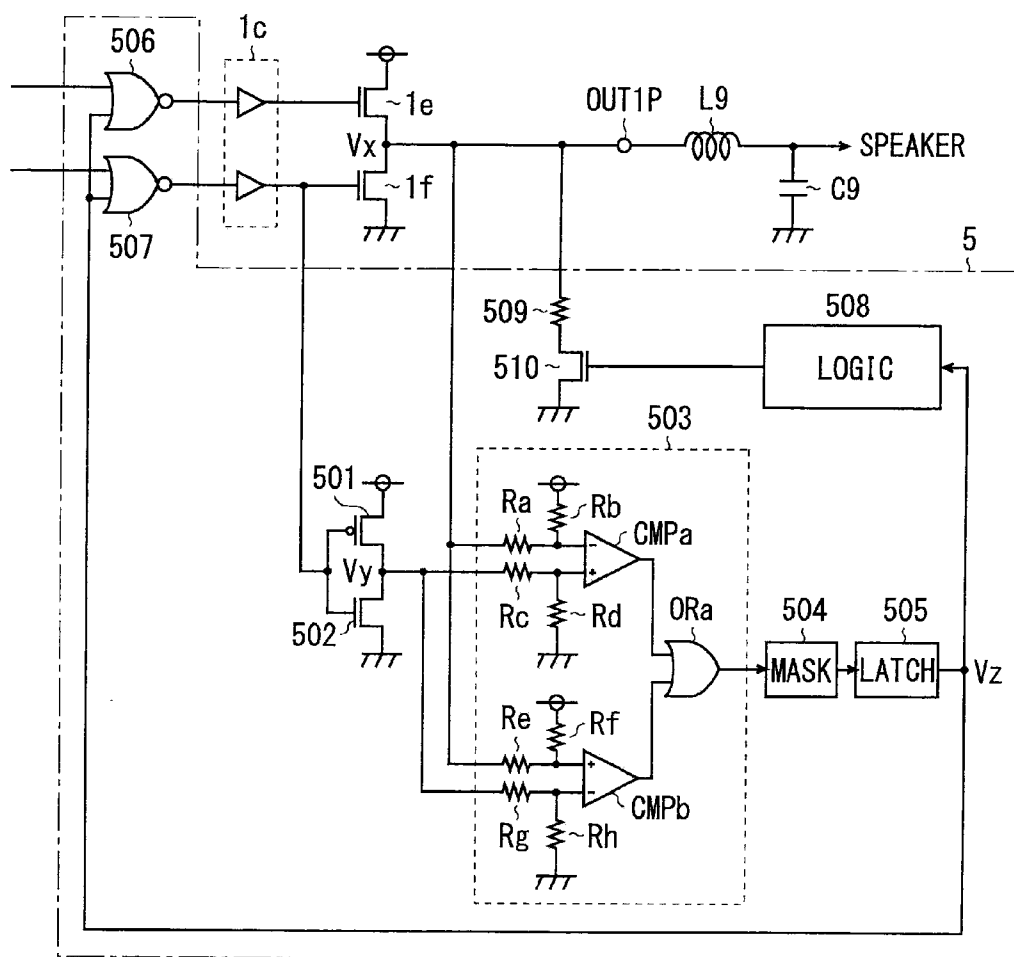 506
1c
1e
OUT1P
L9
Vx
SPEAKER
1f
C9
507
5
509
508
510
LOGIC
503
501
Ra
Rb
CMPa
Vy
Rc
Rd
ORa
504
505
502
MASK
LATCH
Vz
Re
Rf
CMPb
Rg
Rh